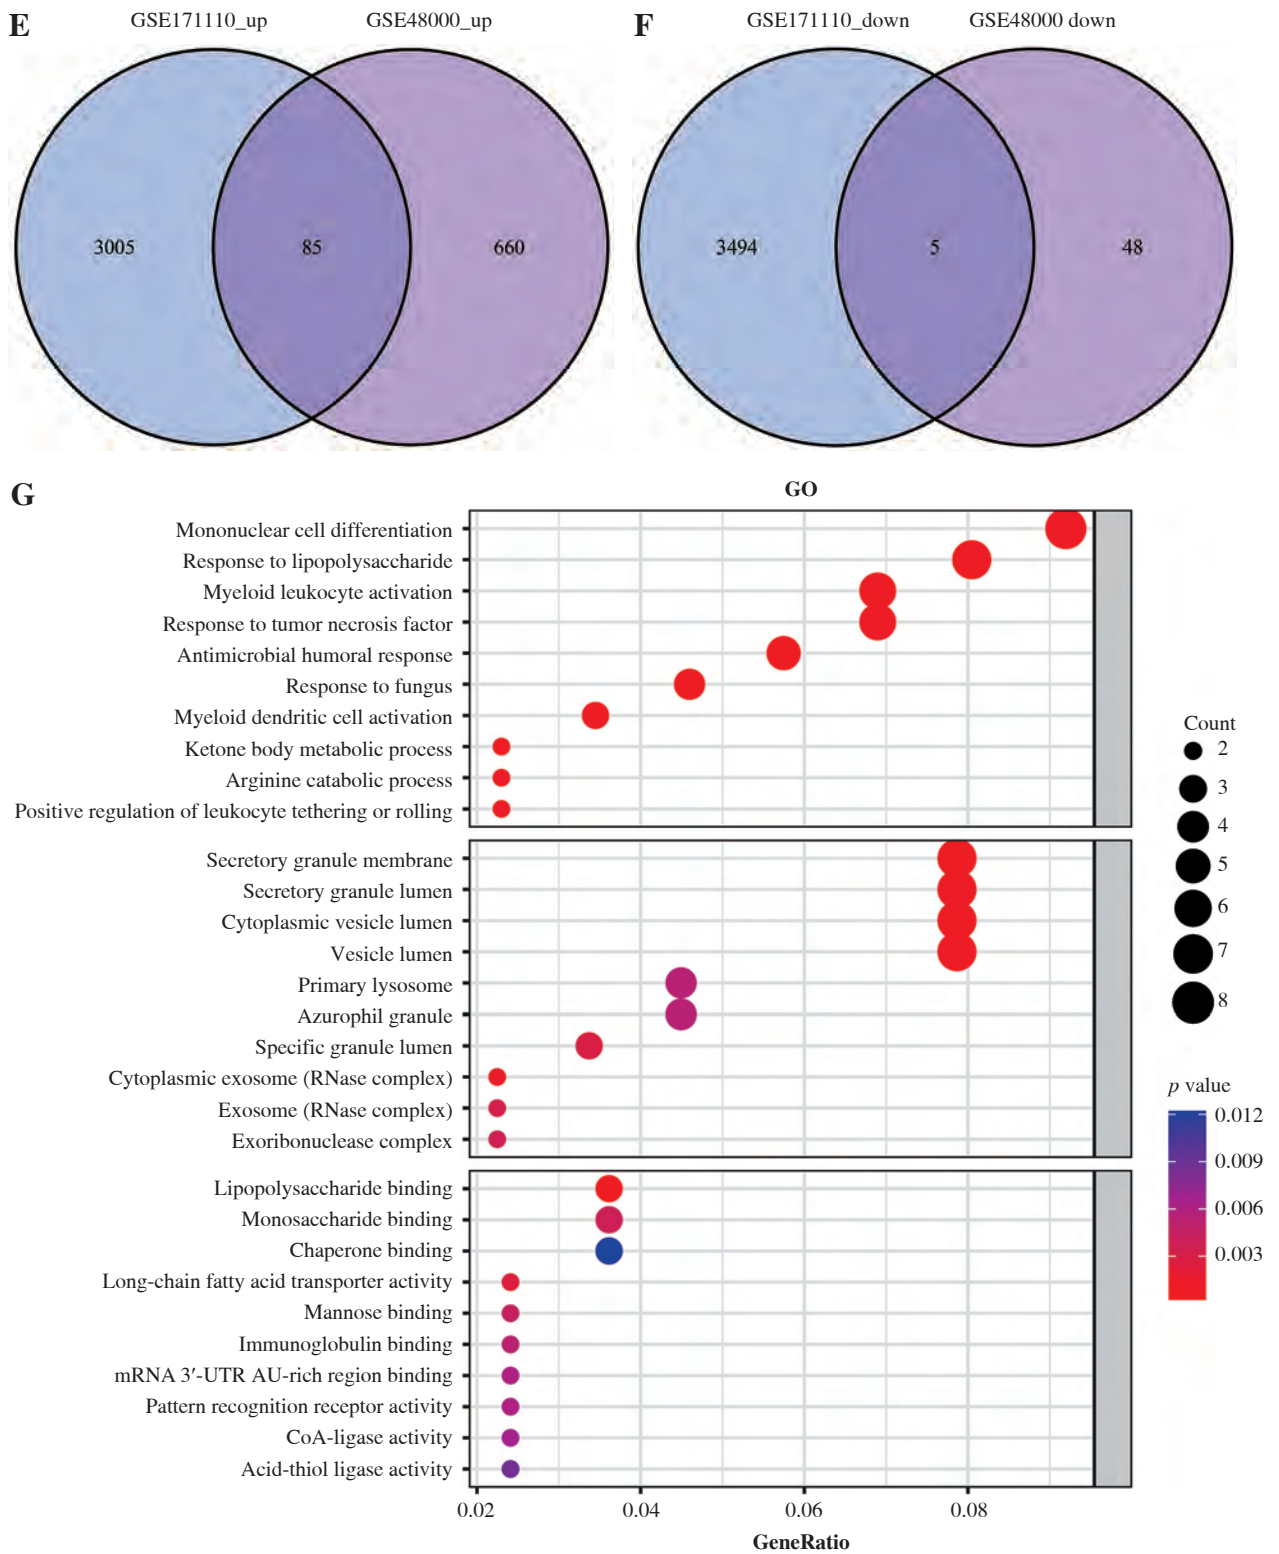 E
GSE171110_up
GSE48000_up
3005
85
660
F
GSE171110_down
GSE48000 down
3494
5
48
G
GO
Mononuclear cell differentiation
Response to lipopolysaccharide
Myeloid leukocyte activation
Response to tumor necrosis factor
Antimicrobial humoral response
Response to fungus
Myeloid dendritic cell activation
Ketone body metabolic process
Arginine catabolic process
Positive regulation of leukocyte tethering or rolling
Secretory granule membrane
Secretory granule lumen
Cytoplasmic vesicle lumen
Vesicle lumen
Primary lysosome
Azurophil granule
Specific granule lumen
Cytoplasmic exosome (RNase complex)
Exosome (RNase complex)
Exoribonuclease complex
Lipopolysaccharide binding
Monosaccharide binding
Chaperone binding
Long-chain fatty acid transporter activity
Mannose binding
Immunoglobulin binding
mRNA 3′-UTR AU-rich region binding
Pattern recognition receptor activity
CoA-ligase activity
Acid-thiol ligase activity
0.02
0.04
0.06
0.08
GeneRatio
Count
2
3
4
5
6
7
8
p value
0.012
0.009
0.006
0.003